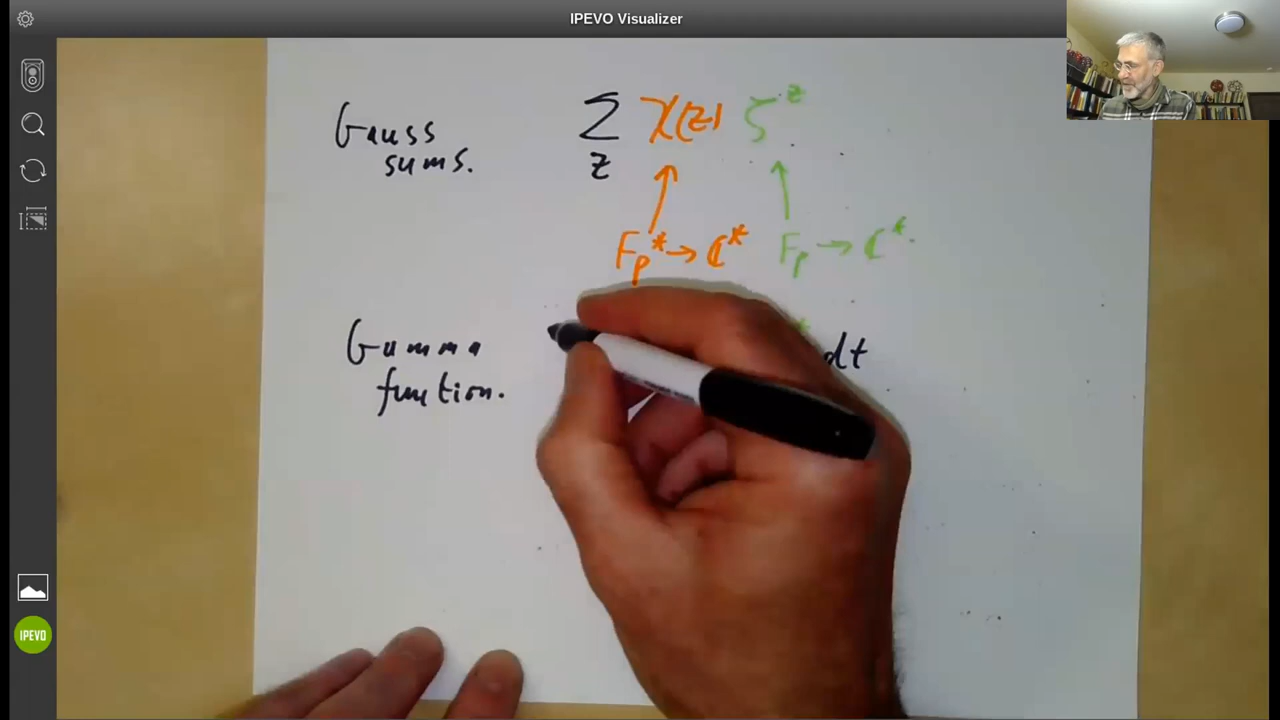 IPEVO Visualizer
Gauss
sums.
∑ χ(z) ζ^z
z
F_p^* → ℂ^* F_p → ℂ^*.
Gamma
function.
dt
IPEVO